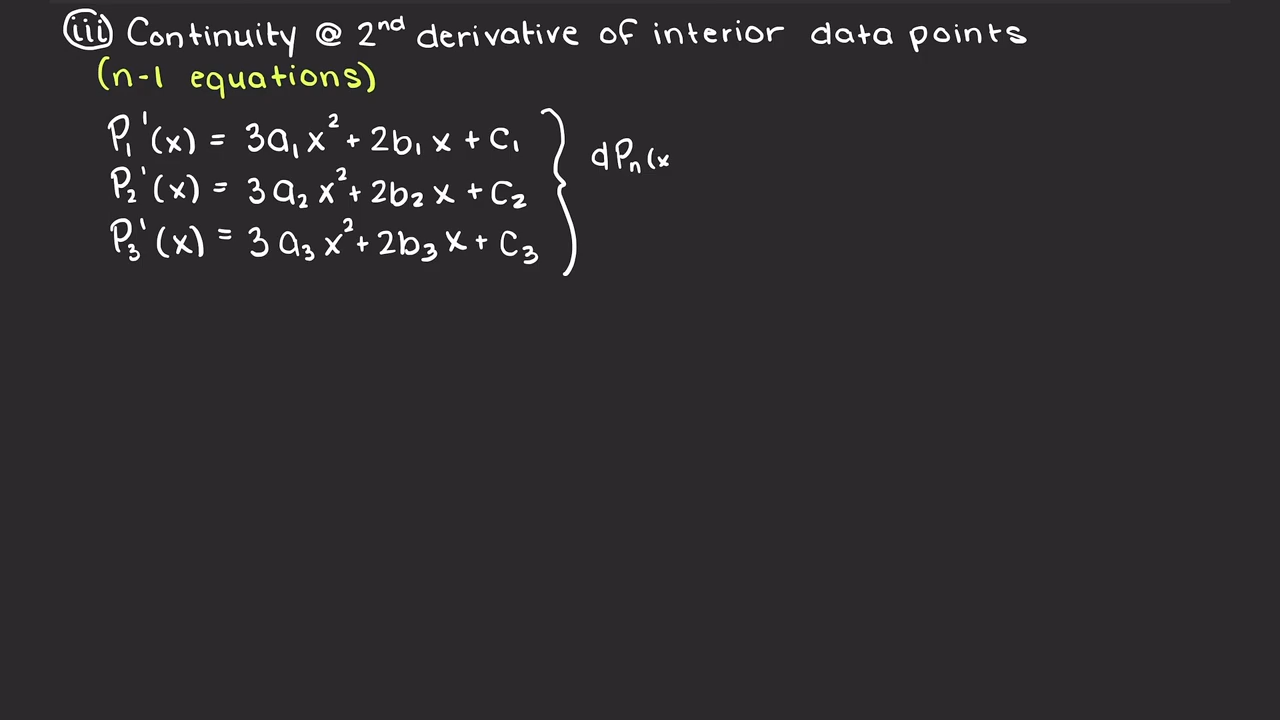 (iii) Continuity @ 2nd derivative of interior data points
(n-1 equations)
P₁'(x) = 3a₁x² + 2b₁x + C₁
P₂'(x) = 3a₂x² + 2b₂x + C₂
P₃'(x) = 3a₃x² + 2b₃x + C₃
dPₙ(x